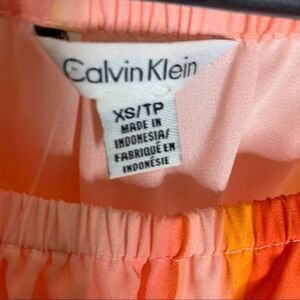 Calvin Klein
XS/TP
MADE IN
INDONESIA/
FABRIQUÉ EN
INDONÉSIE